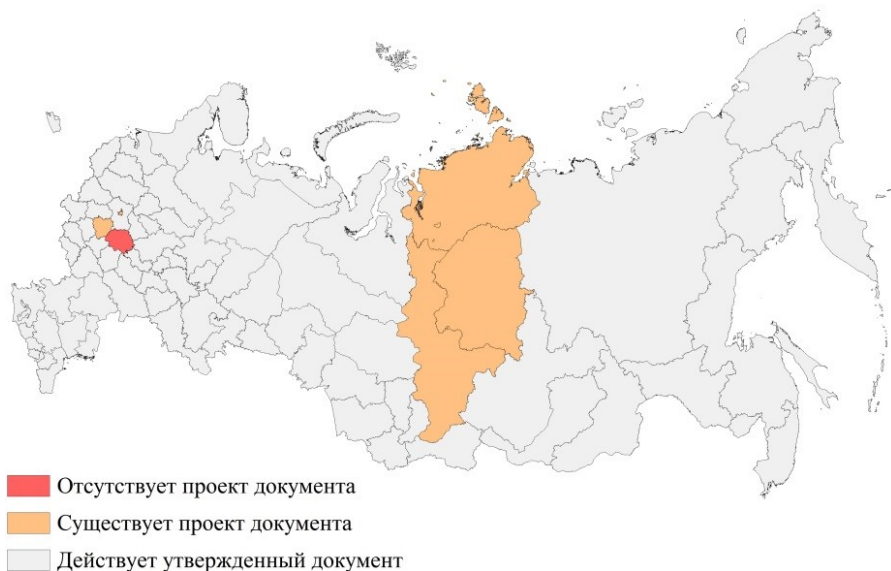 Отсутствует проект документа
Существует проект документа
Действует утвержденный документ